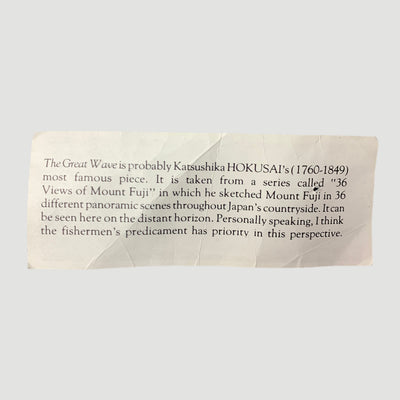 The Great Wave is probably Katsushika HOKUSAI's (1760-1849)
most famous piece. It is taken from a series called "36
Views of Mount Fuji" in which he sketched Mount Fuji in 36
different panoramic scenes throughout Japan's countryside. It can
be seen here on the distant horizon. Personally speaking, I think
the fishermen's predicament has priority in this perspective.